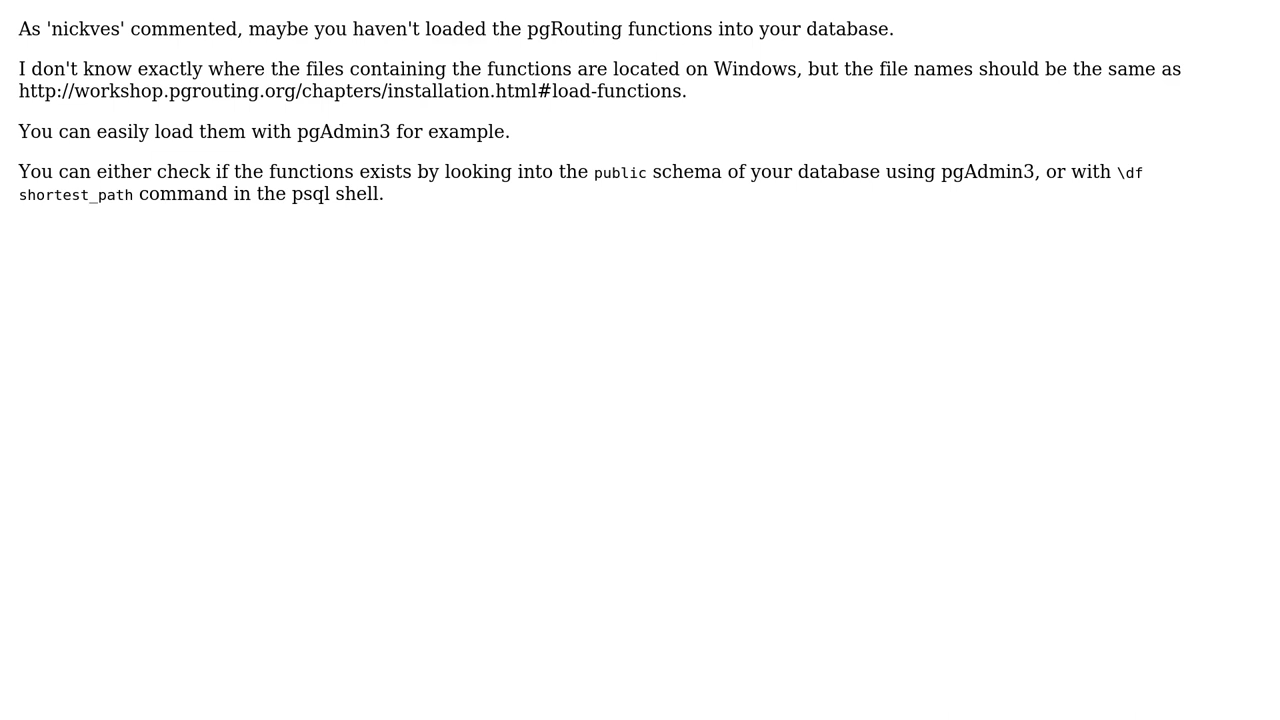 As 'nickves' commented, maybe you haven't loaded the pgRouting functions into your database.
I don't know exactly where the files containing the functions are located on Windows, but the file names should be the same as
http://workshop.pgrouting.org/chapters/installation.html#load-functions.
You can easily load them with pgAdmin3 for example.
You can either check if the functions exists by looking into the public schema of your database using pgAdmin3, or with \df
shortest_path command in the psql shell.